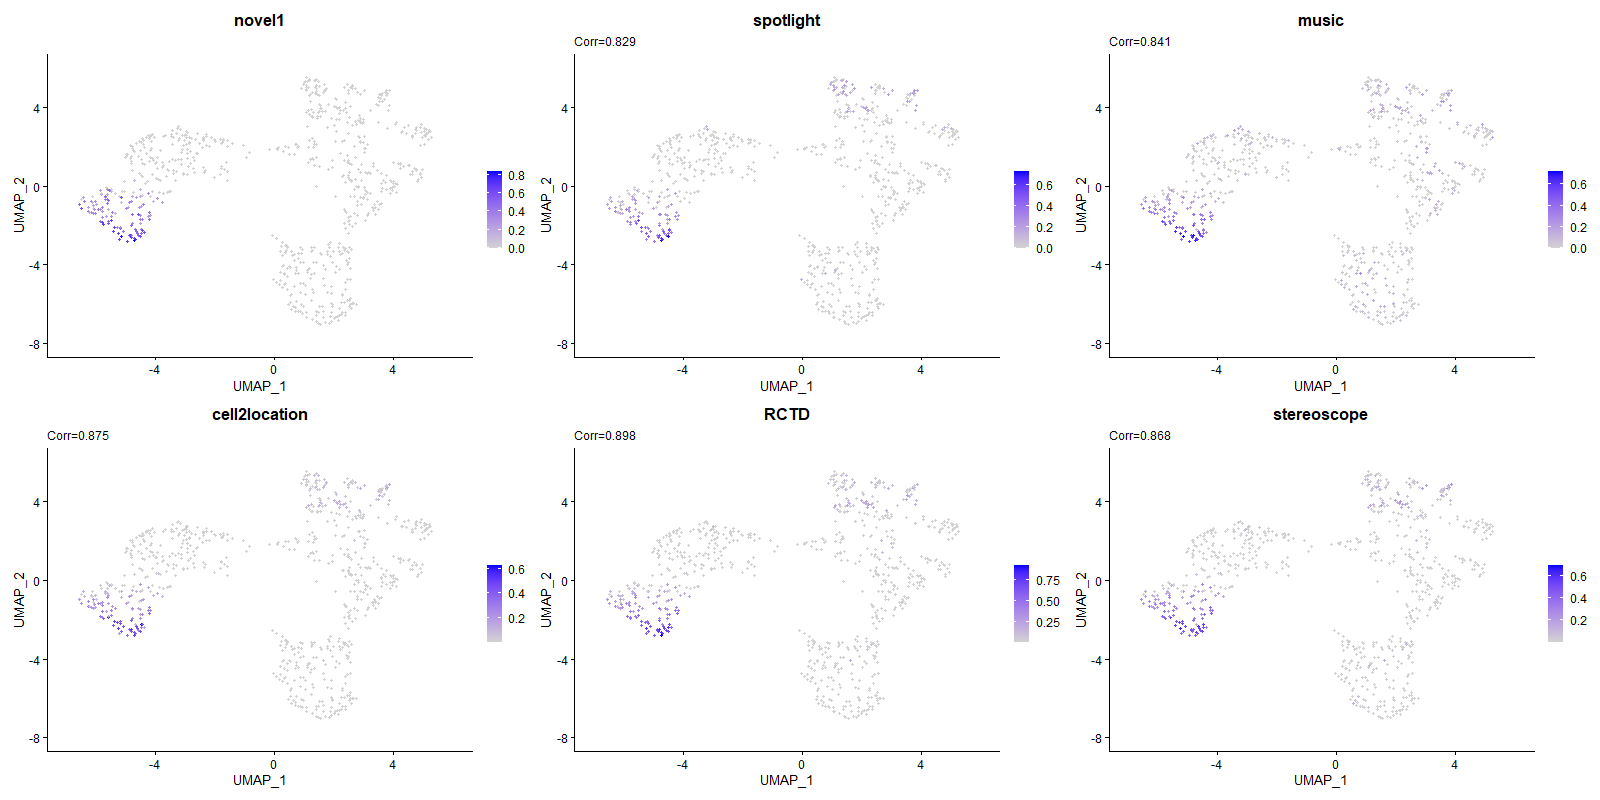 novel1
4
0
-4
-8
-4
0
4
UMAP_1
UMAP_2
0.8
0.6
0.4
0.2
0.0
spotlight
Corr=0.829
4
0
-4
-8
-4
0
4
UMAP_1
UMAP_2
0.6
0.4
0.2
0.0
music
Corr=0.841
4
0
-4
-8
-4
0
4
UMAP_1
UMAP_2
0.6
0.4
0.2
0.0
cell2location
Corr=0.875
4
0
-4
-8
-4
0
4
UMAP_1
UMAP_2
0.6
0.4
0.2
RCTD
Corr=0.898
4
0
-4
-8
-4
0
4
UMAP_1
UMAP_2
0.75
0.50
0.25
stereoscope
Corr=0.868
4
0
-4
-8
-4
0
4
UMAP_1
UMAP_2
0.6
0.4
0.2